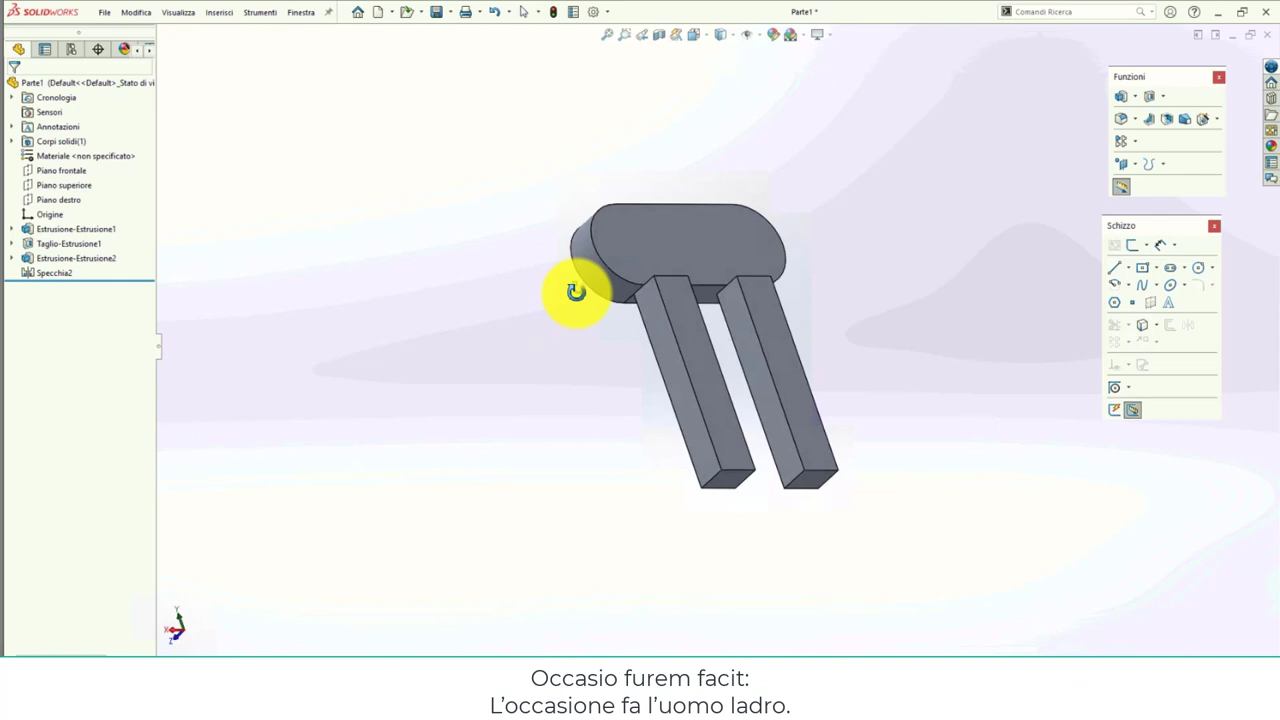 SOLIDWORKS File Modifica Visualizza Inserisci Strumenti Finestra Parte1 * Comandi Ricerca
Parte1 (Default<<Default>_Stato di vi
Cronologia
Sensori
Annotazioni
Corpi solidi(1)
Materiale <non specificato>
Piano frontale
Piano superiore
Piano destro
Origine
Estrusione-Estrusione1
Taglio-Estrusione1
Estrusione-Estrusione2
Specchia2
Funzioni
Schizzo
Y
X
Z
Occasio furem facit:
L’occasione fa l’uomo ladro.